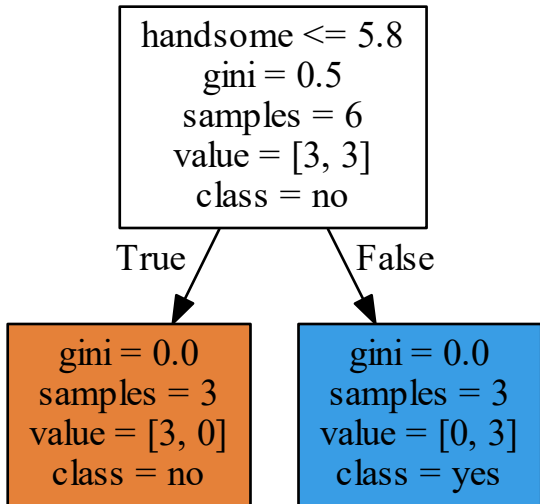 handsome <= 5.8
gini = 0.5
samples = 6
value = [3, 3]
class = no
True
False
gini = 0.0
samples = 3
value = [3, 0]
class = no
gini = 0.0
samples = 3
value = [0, 3]
class = yes